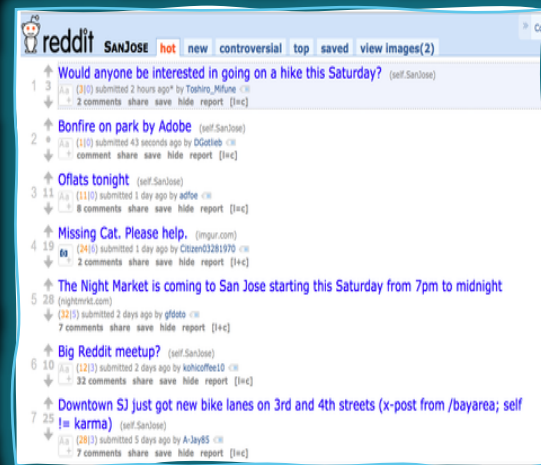 reddit SANJOSE hot new controversial top saved view images(2)
Would anyone be interested in going on a hike this Saturday? (self.SanJose)
1 3 Aa (3|0) submitted 2 hours ago* by Toshiro_Mifune
2 comments share save hide report [l=c]
Bonfire on park by Adobe (self.SanJose)
2 • Aa (1|0) submitted 43 seconds ago by DGotlieb
comment share save hide report [l=c]
Oflats tonight (self.SanJose)
3 11 Aa (11|0) submitted 1 day ago by adfoe
8 comments share save hide report [l=c]
Missing Cat. Please help. (imgur.com)
4 19 (24|6) submitted 1 day ago by Citizen03281970
2 comments share save hide report [l+c]
The Night Market is coming to San Jose starting this Saturday from 7pm to midnight
5 28 (nightmrkt.com)
(32|5) submitted 2 days ago by gfdoto
7 comments share save hide report [l+c]
Big Reddit meetup? (self.SanJose)
6 10 Aa (12|3) submitted 2 days ago by kohicoffee10
32 comments share save hide report [l=c]
Downtown SJ just got new bike lanes on 3rd and 4th streets (x-post from /bayarea; self
7 25 != karma) (self.SanJose)
Aa (28|3) submitted 5 days ago by A-Jay85
7 comments share save hide report [l=c]